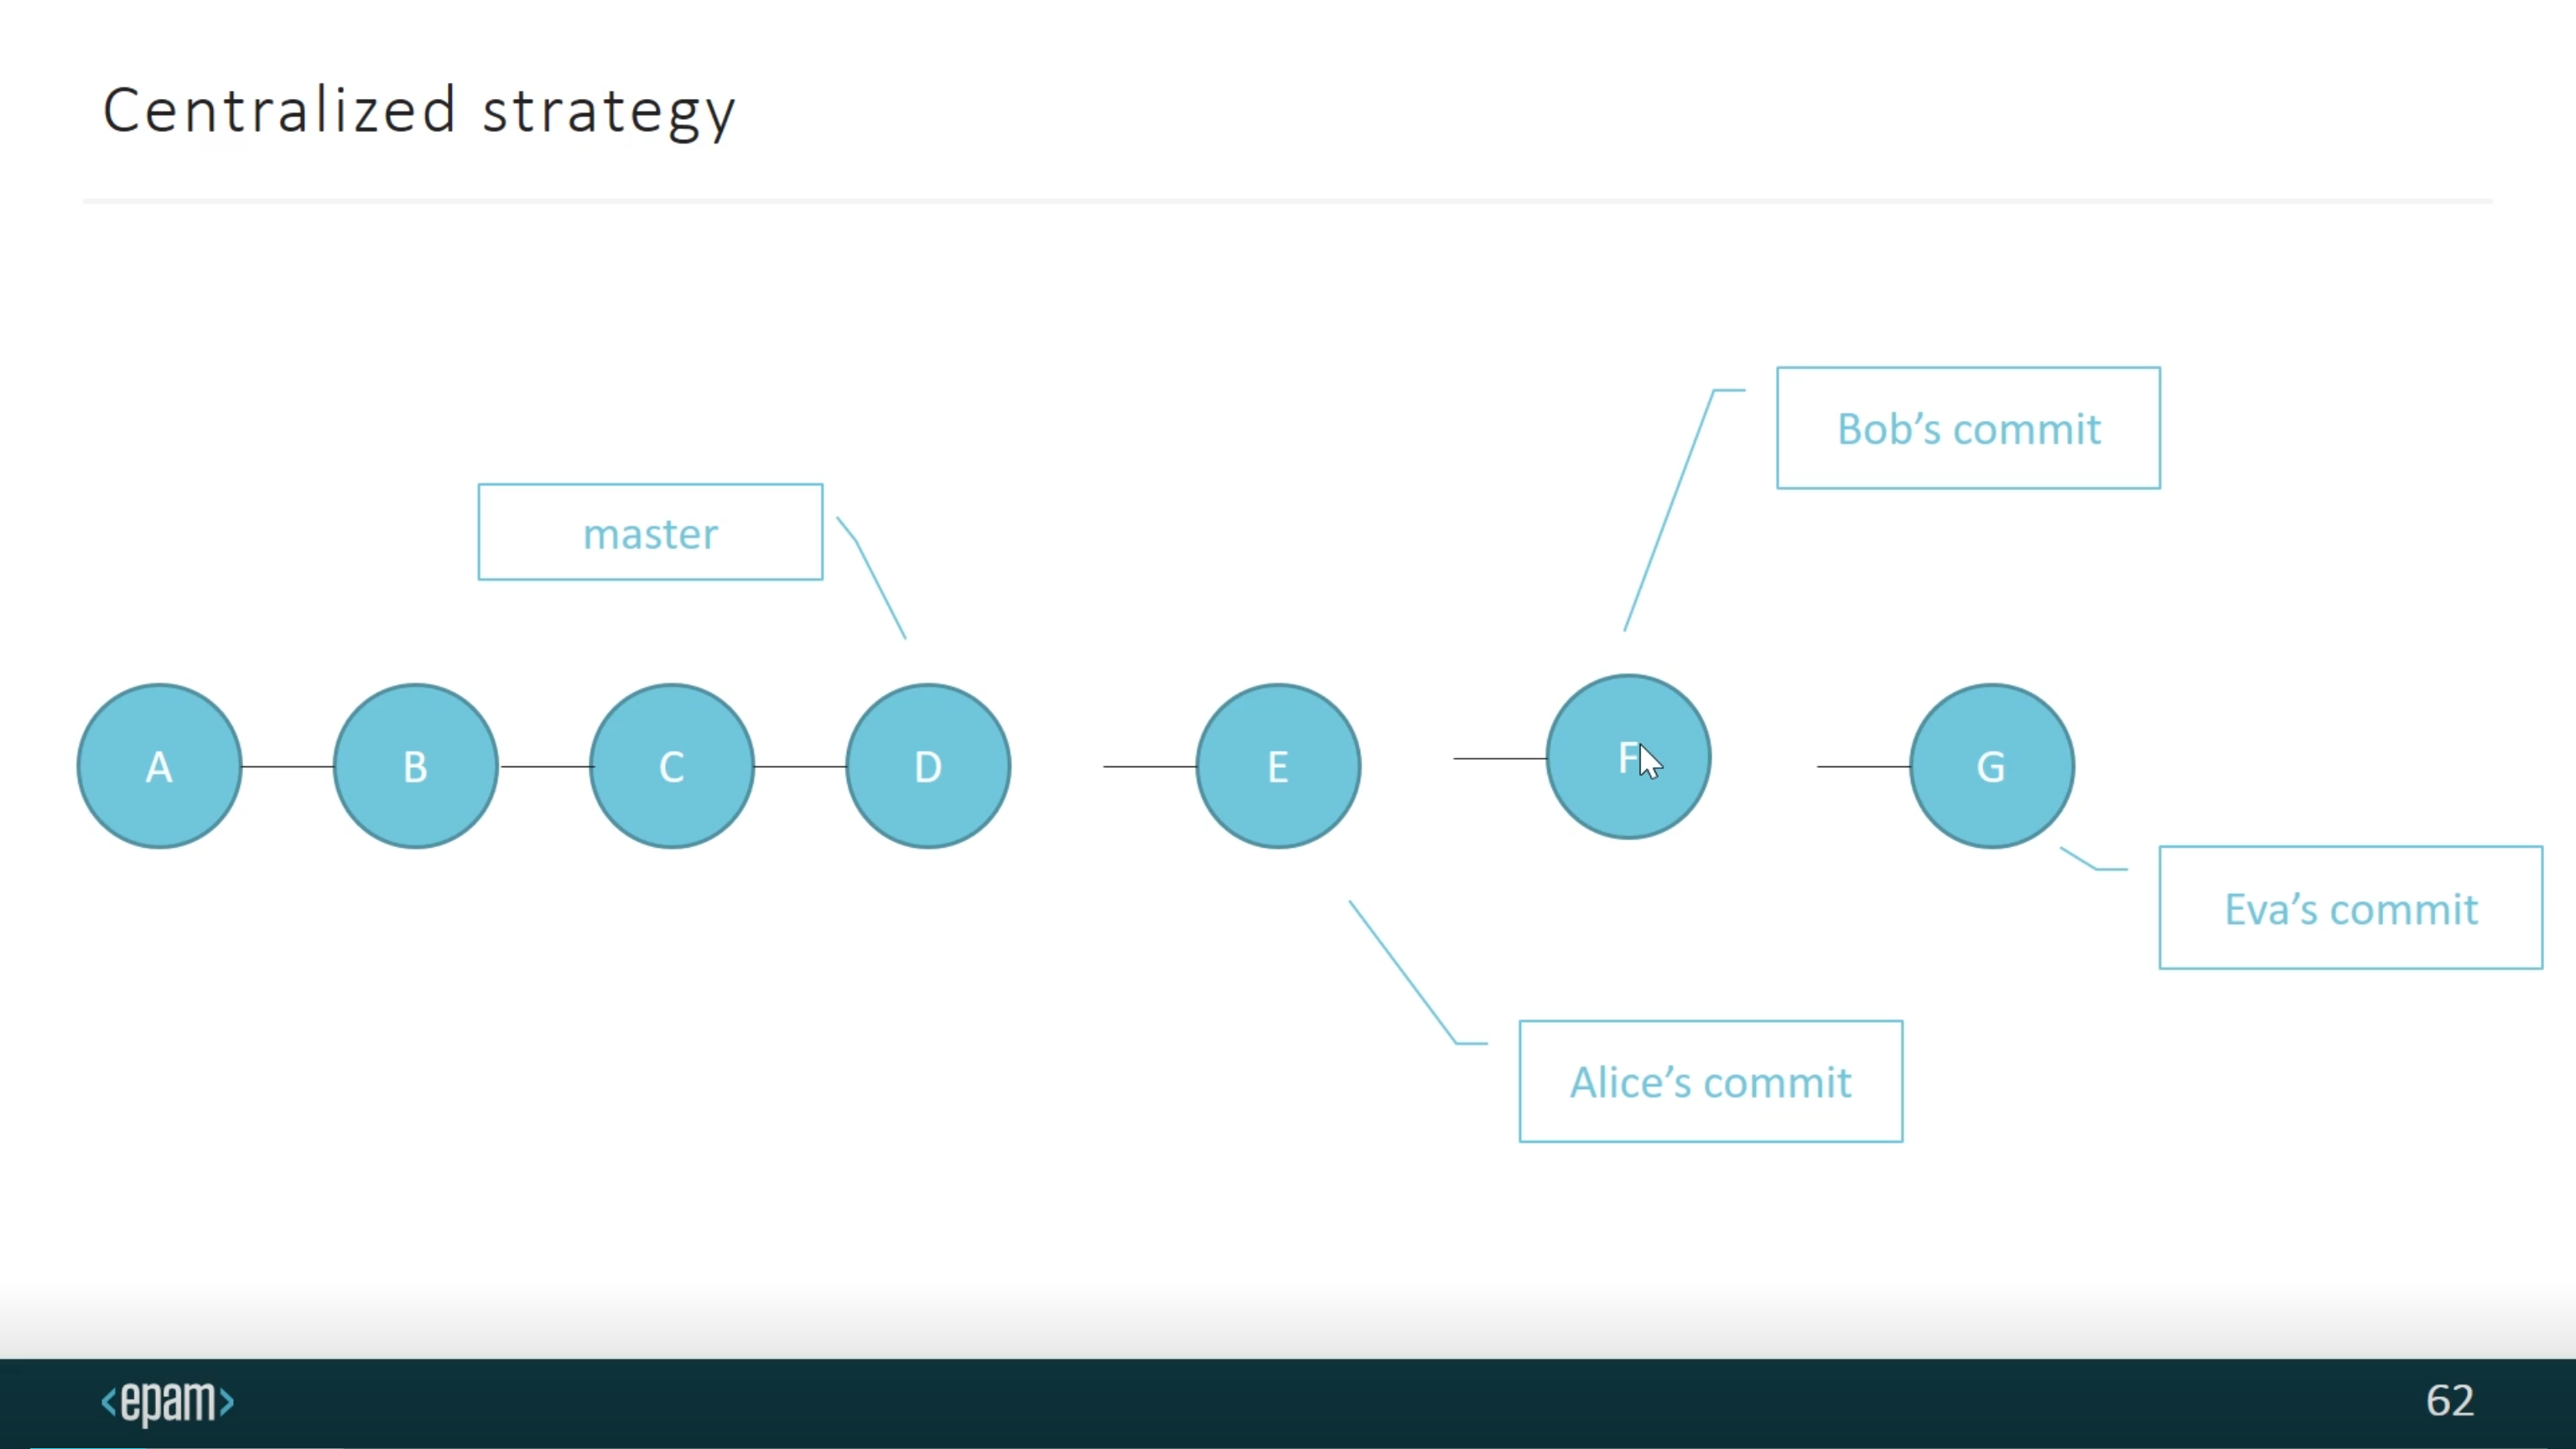 Centralized strategy
Bob’s commit
master
A
B
C
D
E
F
G
Eva’s commit
Alice’s commit
<epam>
62